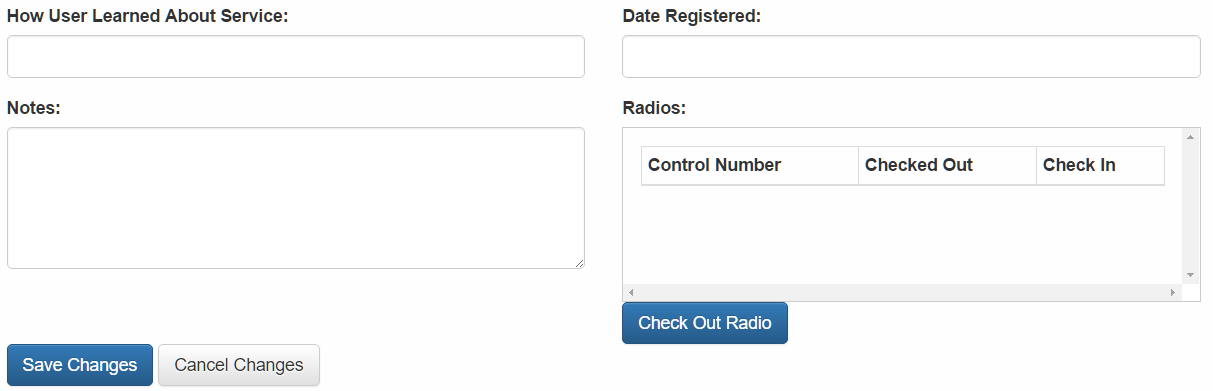 How User Learned About Service:
Date Registered:
Notes:
Radios:
Control Number Checked Out Check In
Check Out Radio
Save Changes Cancel Changes